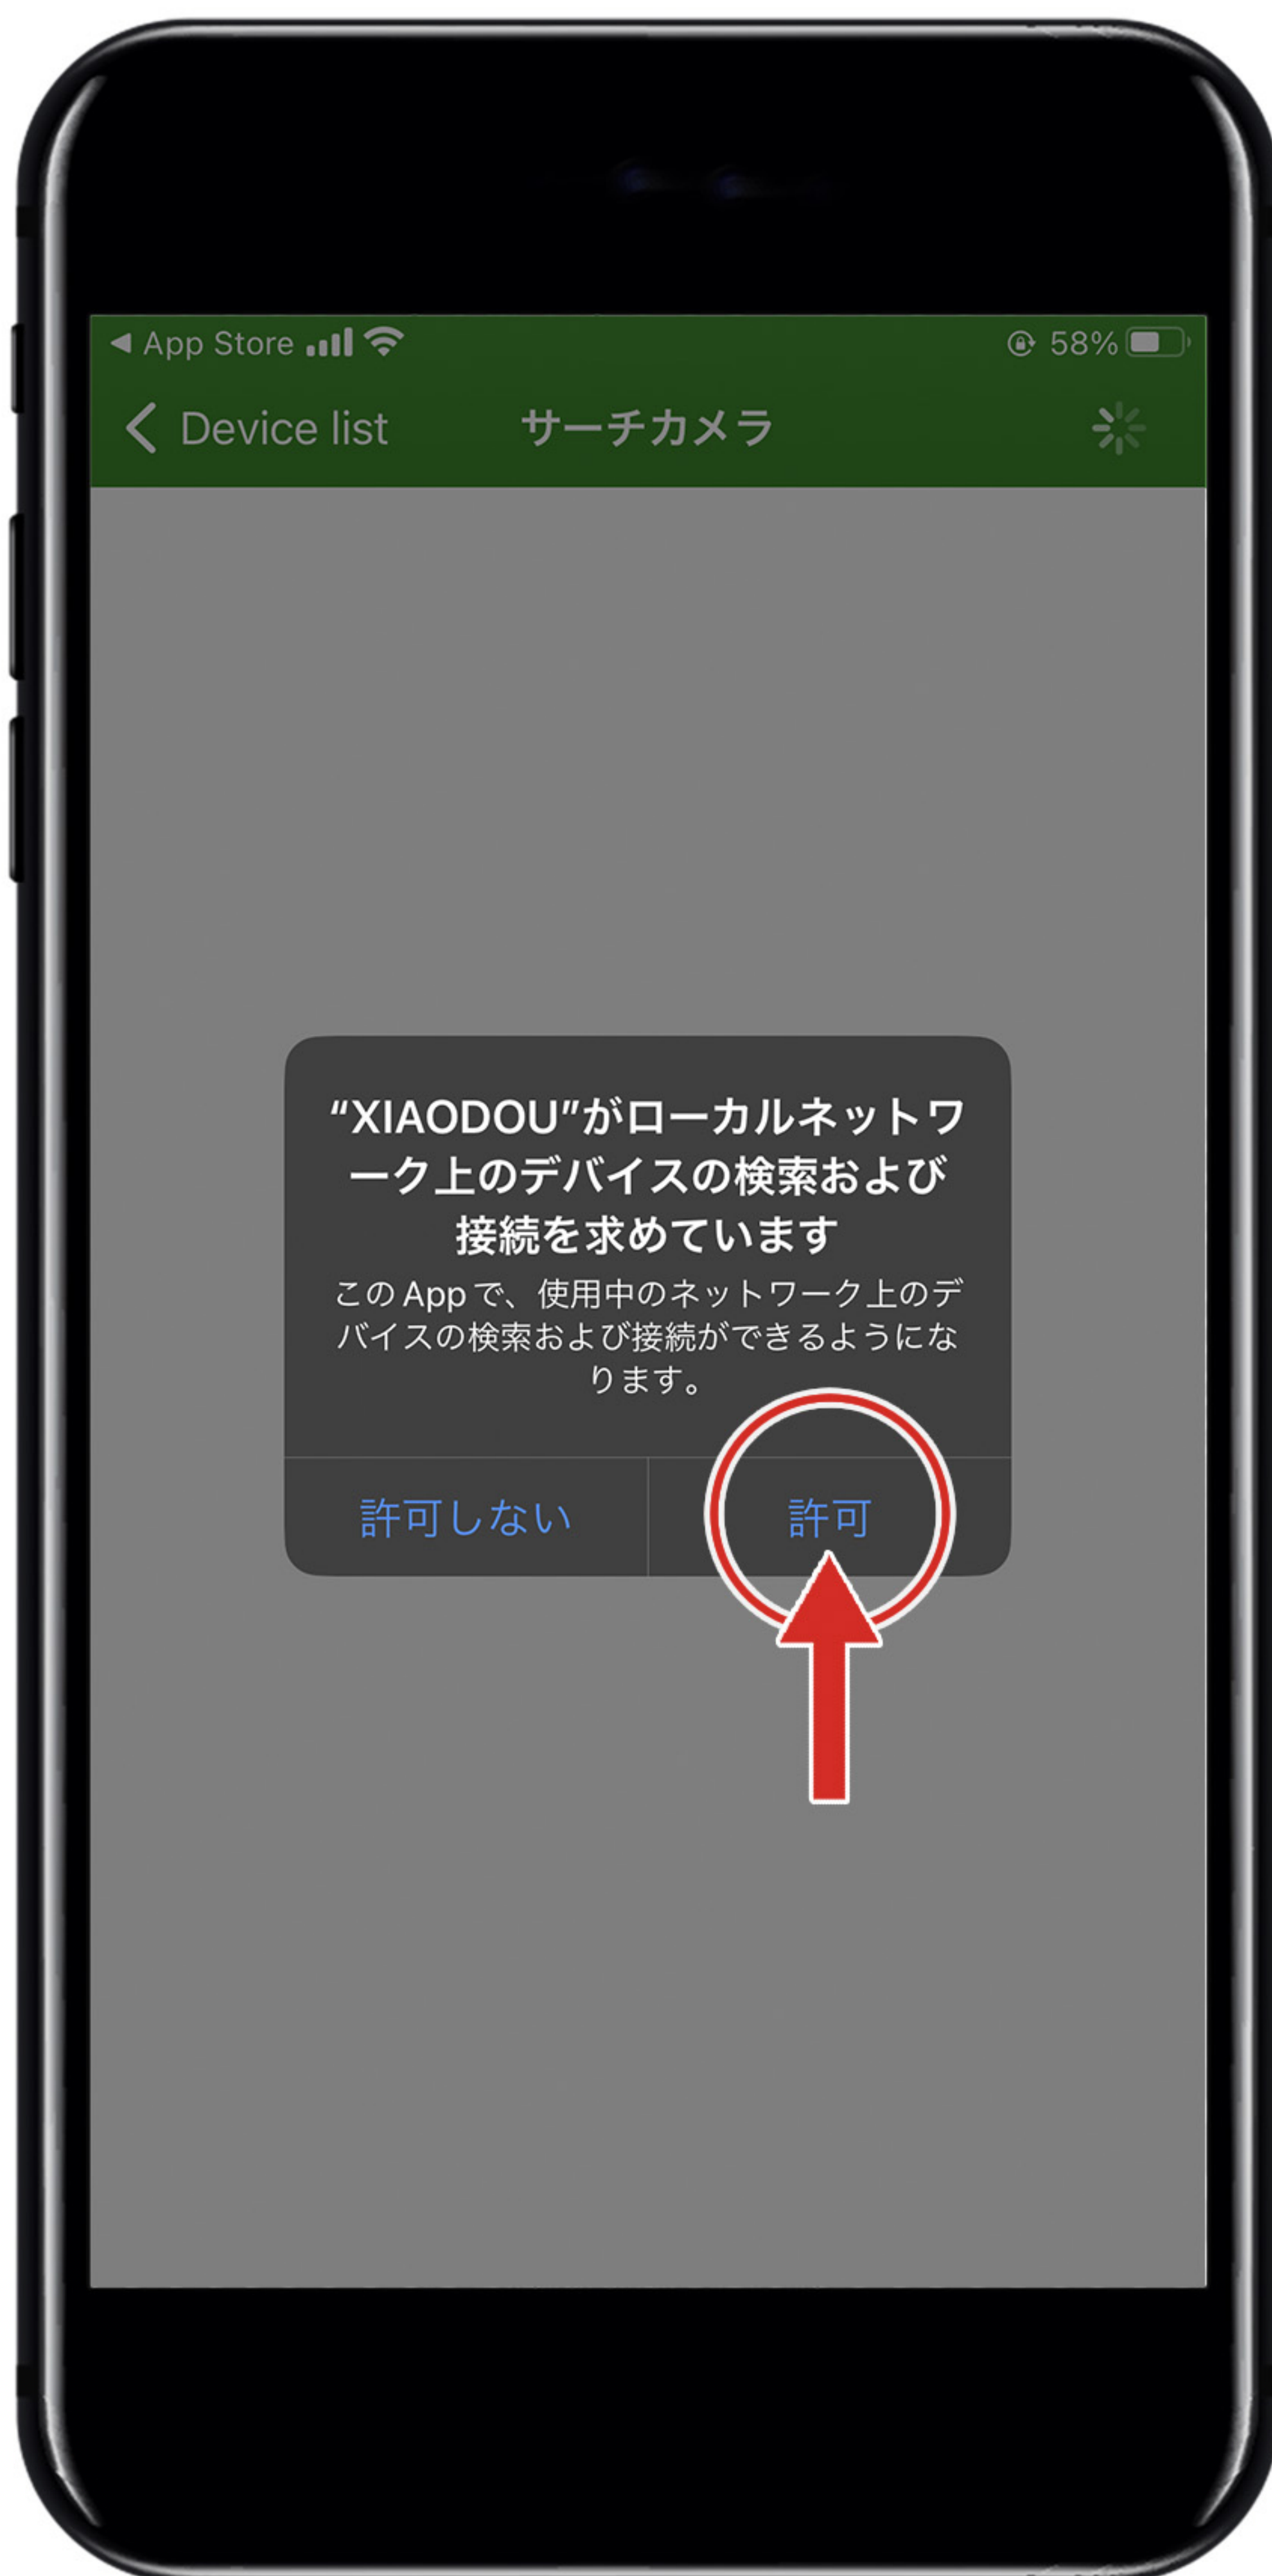 App Store
58%
Device list
サーチカメラ
“XIAODOU”がローカルネットワ
ーク上のデバイスの検索および
接続を求めています
このAppで、使用中のネットワーク上のデ
バイスの検索および接続ができるようにな
ります。
許可しない
許可